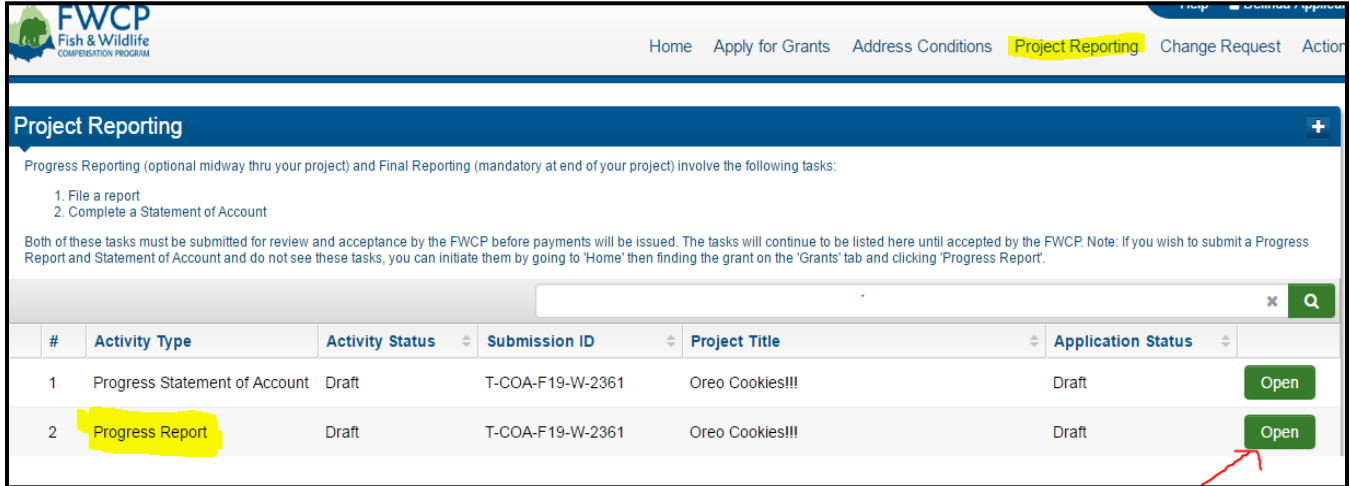 FWCP
Fish & Wildlife
COMPENSATION PROGRAM
Help Belinda Applica
Home Apply for Grants Address Conditions Project Reporting Change Request Action
Project Reporting
Progress Reporting (optional midway thru your project) and Final Reporting (mandatory at end of your project) involve the following tasks:
1. File a report
2. Complete a Statement of Account
Both of these tasks must be submitted for review and acceptance by the FWCP before payments will be issued. The tasks will continue to be listed here until accepted by the FWCP. Note: If you wish to submit a Progress
Report and Statement of Account and do not see these tasks, you can initiate them by going to 'Home' then finding the grant on the 'Grants' tab and clicking 'Progress Report'.
# Activity Type Activity Status Submission ID Project Title Application Status
1 Progress Statement of Account Draft T-COA-F19-W-2361 Oreo Cookies!!! Draft Open
2 Progress Report Draft T-COA-F19-W-2361 Oreo Cookies!!! Draft Open